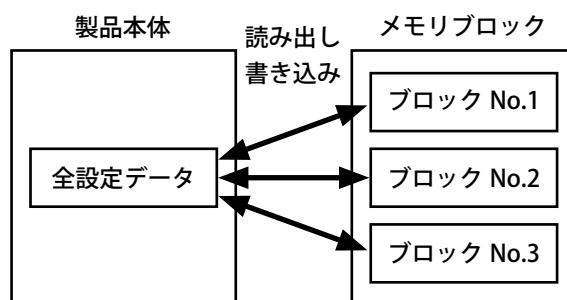 製品本体
読み出し
書き込み
メモリブロック
全設定データ
ブロック No.1
ブロック No.2
ブロック No.3